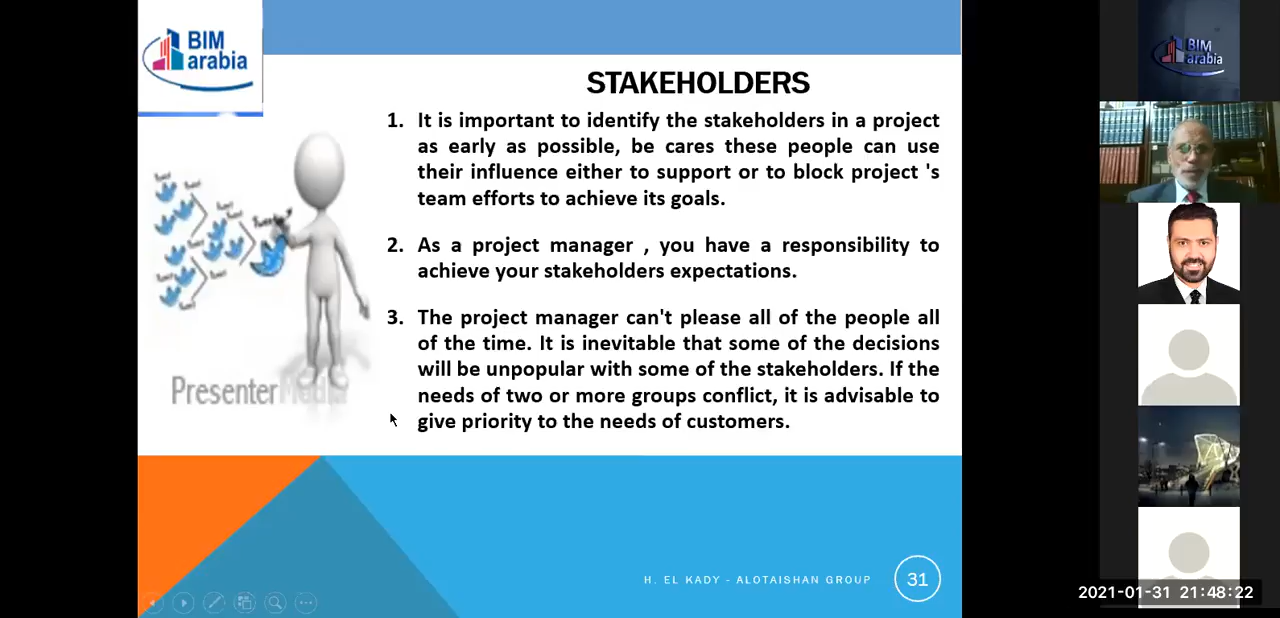 BIM
arabia
STAKEHOLDERS
1. It is important to identify the stakeholders in a project
as early as possible, be cares these people can use
their influence either to support or to block project 's
team efforts to achieve its goals.
2. As a project manager , you have a responsibility to
achieve your stakeholders expectations.
3. The project manager can't please all of the people all
of the time. It is inevitable that some of the decisions
will be unpopular with some of the stakeholders. If the
needs of two or more groups conflict, it is advisable to
give priority to the needs of customers.
PresenterMedia
H. EL KADY - ALOTAISHAN GROUP
31
BIM
arabia
2021-01-31 21:48:22